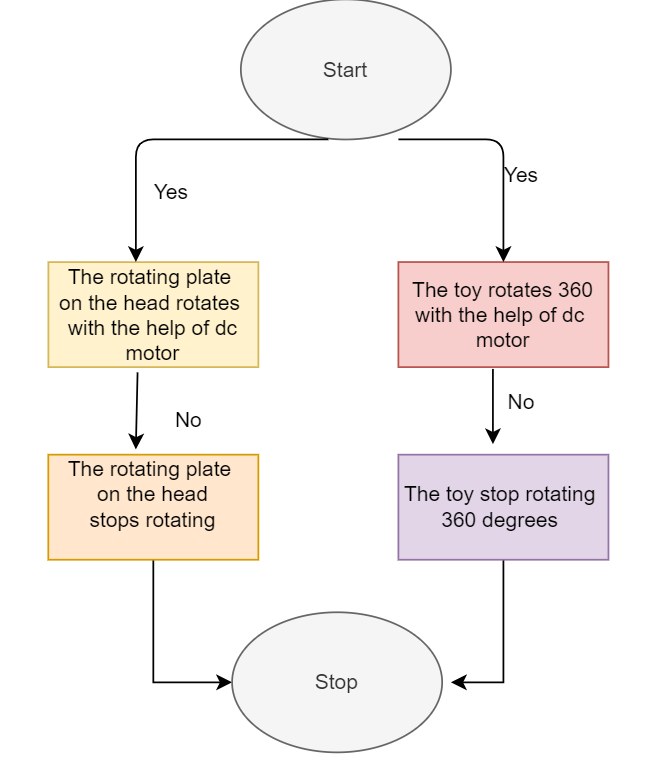 Start
Yes
Yes
The rotating plate
on the head rotates
with the help of dc
motor
The toy rotates 360
with the help of dc
motor
No
No
The rotating plate
on the head
stops rotating
The toy stop rotating
360 degrees
Stop